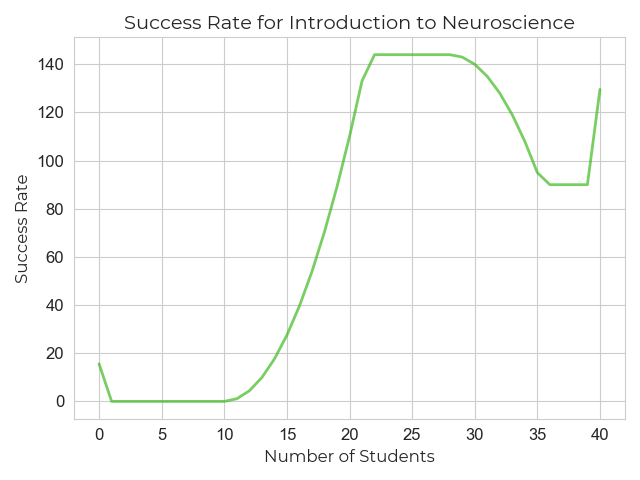 Success Rate for Introduction to Neuroscience
140
120
100
80
60
40
20
0
Success Rate
0 5 10 15 20 25 30 35 40
Number of Students